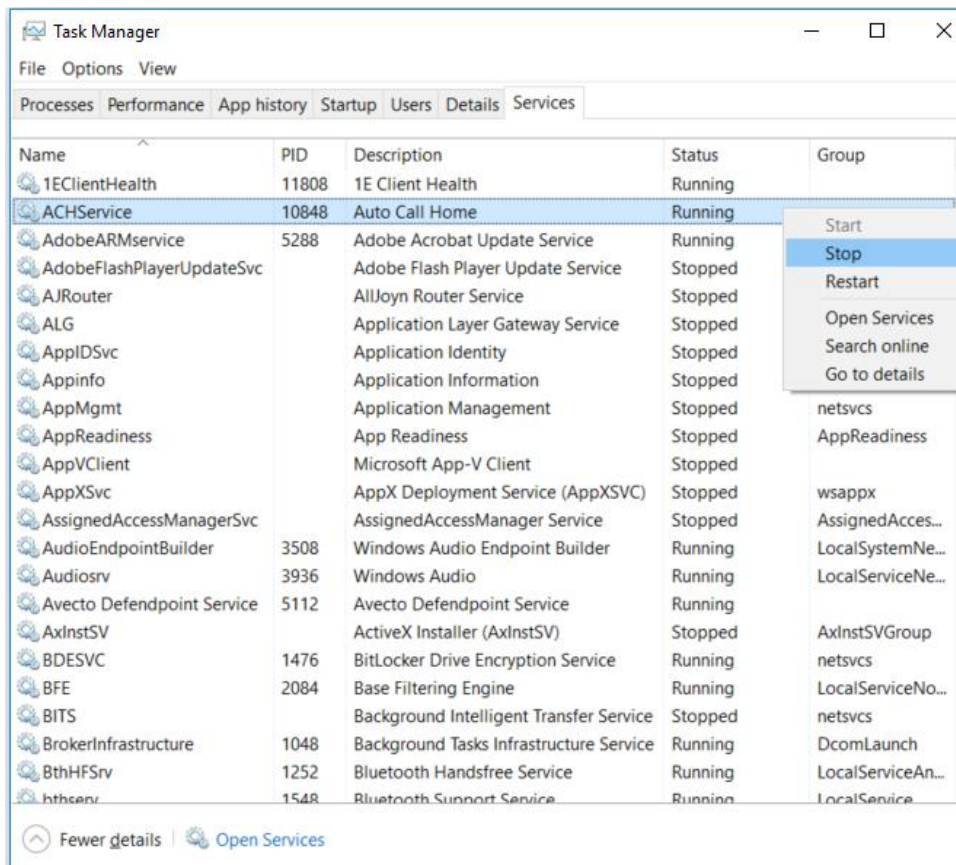 Task Manager
File Options View
Processes Performance App history Startup Users Details Services
Name PID Description Status Group
1EClientHealth 11808 1E Client Health Running
ACHService 10848 Auto Call Home Running
Start
AdobeARMservice 5288 Adobe Acrobat Update Service Running
Stop
AdobeFlashPlayerUpdateSvc Adobe Flash Player Update Service Stopped
Restart
AJRouter AllJoyn Router Service Stopped
ALG Application Layer Gateway Service Stopped
Open Services
AppIDSvc Application Identity Stopped
Search online
Appinfo Application Information Stopped
Go to details
AppMgmt Application Management Stopped netsvcs
AppReadiness App Readiness Stopped AppReadiness
AppVClient Microsoft App-V Client Stopped
AppXSvc AppX Deployment Service (AppXSVC) Stopped wsappx
AssignedAccessManagerSvc AssignedAccessManager Service Stopped AssignedAcces...
AudioEndpointBuilder 3508 Windows Audio Endpoint Builder Running LocalSystemNe...
Audiosrv 3936 Windows Audio Running LocalServiceNe...
Avecto Defendpoint Service 5112 Avecto Defendpoint Service Running
AxInstSV ActiveX Installer (AxInstSV) Stopped AxInstSVGroup
BDESVC 1476 BitLocker Drive Encryption Service Running netsvcs
BFE 2084 Base Filtering Engine Running LocalServiceNo...
BITS Background Intelligent Transfer Service Stopped netsvcs
BrokerInfrastructure 1048 Background Tasks Infrastructure Service Running DcomLaunch
BthHFSrv 1252 Bluetooth Handsfree Service Running LocalServiceAn...
bthserv 1548 Bluetooth Support Service Running LocalService
Fewer details Open Services